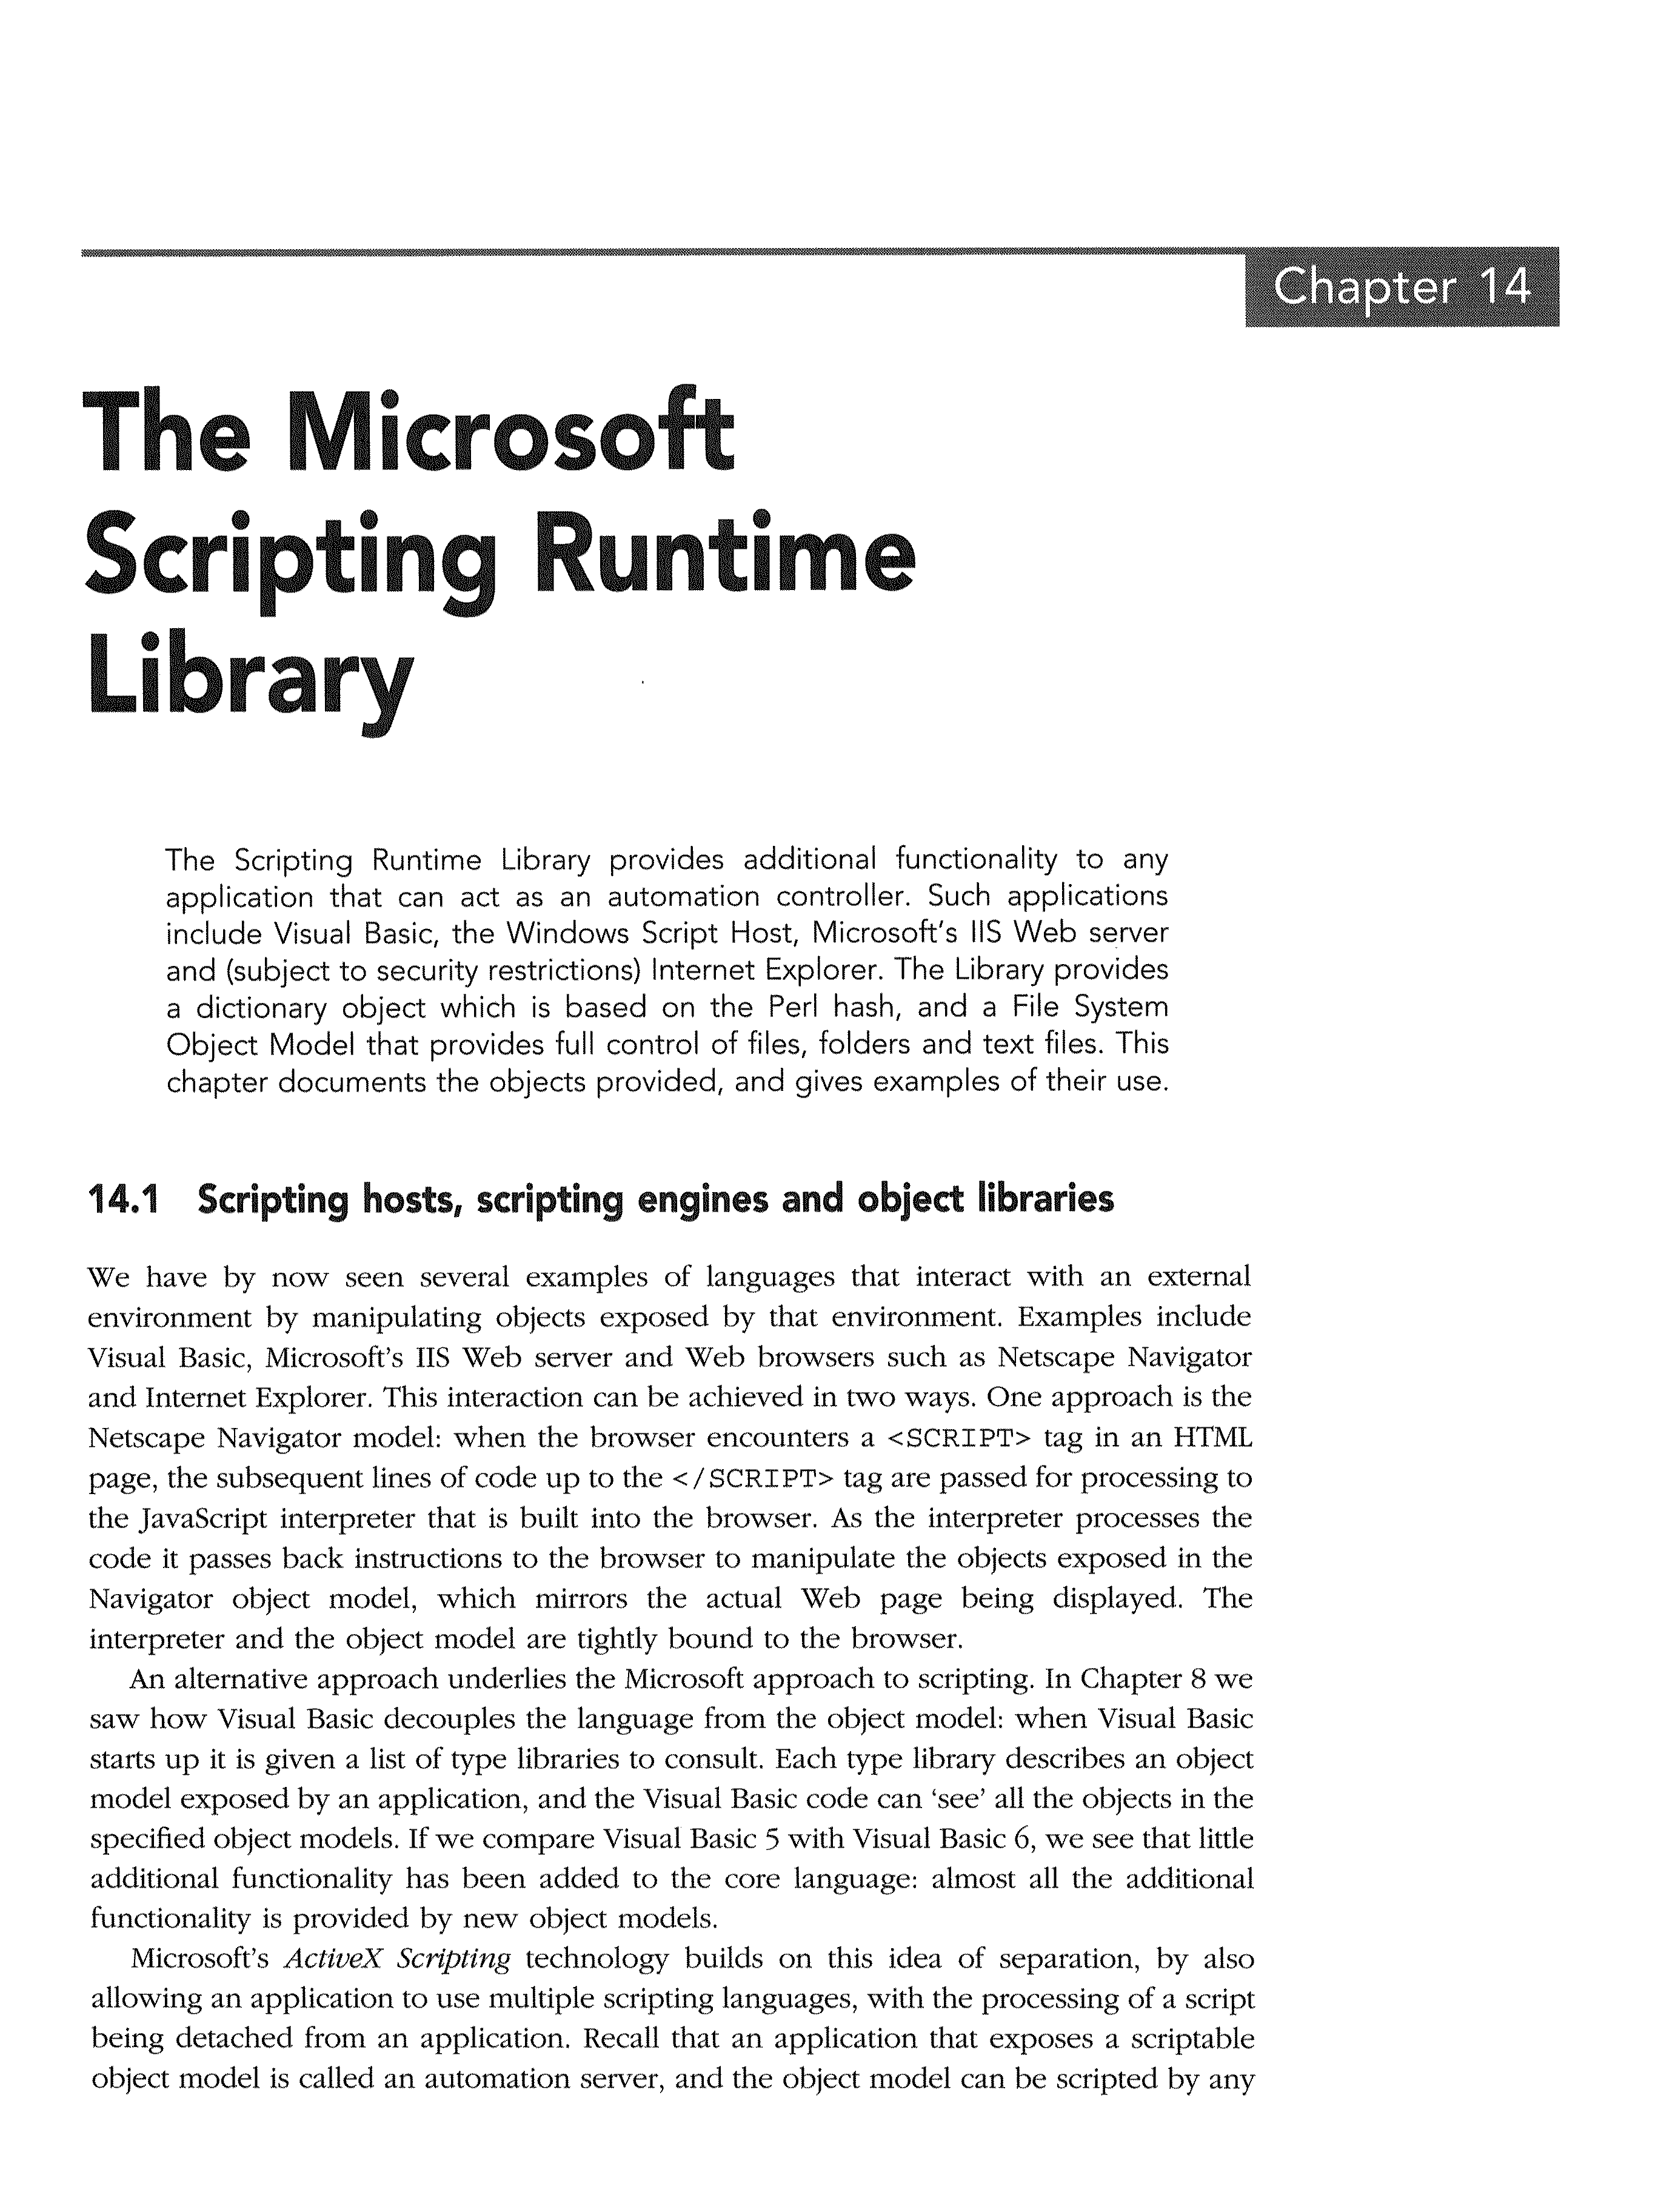 Chapter 14
The Microsoft
Scripting Runtime
Library
The Scripting Runtime Library provides additional functionality to any
application that can act as an automation controller. Such applications
include Visual Basic, the Windows Script Host, Microsoft's IIS Web server
and (subject to security restrictions) Internet Explorer. The Library provides
a dictionary object which is based on the Perl hash, and a File System
Object Model that provides full control of files, folders and text files. This
chapter documents the objects provided, and gives examples of their use.
14.1 Scripting hosts, scripting engines and object libraries
We have by now seen several examples of languages that interact with an external
environment by manipulating objects exposed by that environment. Examples include
Visual Basic, Microsoft's IIS Web server and Web browsers such as Netscape Navigator
and Internet Explorer. This interaction can be achieved in two ways. One approach is the
Netscape Navigator model: when the browser encounters a <SCRIPT> tag in an HTML
page, the subsequent lines of code up to the </SCRIPT> tag are passed for processing to
the JavaScript interpreter that is built into the browser. As the interpreter processes the
code it passes back instructions to the browser to manipulate the objects exposed in the
Navigator object model, which mirrors the actual Web page being displayed. The
interpreter and the object model are tightly bound to the browser.
An alternative approach underlies the Microsoft approach to scripting. In Chapter 8 we
saw how Visual Basic decouples the language from the object model: when Visual Basic
starts up it is given a list of type libraries to consult. Each type library describes an object
model exposed by an application, and the Visual Basic code can 'see' all the objects in the
specified object models. If we compare Visual Basic 5 with Visual Basic 6, we see that little
additional functionality has been added to the core language: almost all the additional
functionality is provided by new object models.
Microsoft's ActiveX Scripting technology builds on this idea of separation, by also
allowing an application to use multiple scripting languages, with the processing of a script
being detached from an application. Recall that an application that exposes a scriptable
object model is called an automation server, and the object model can be scripted by any